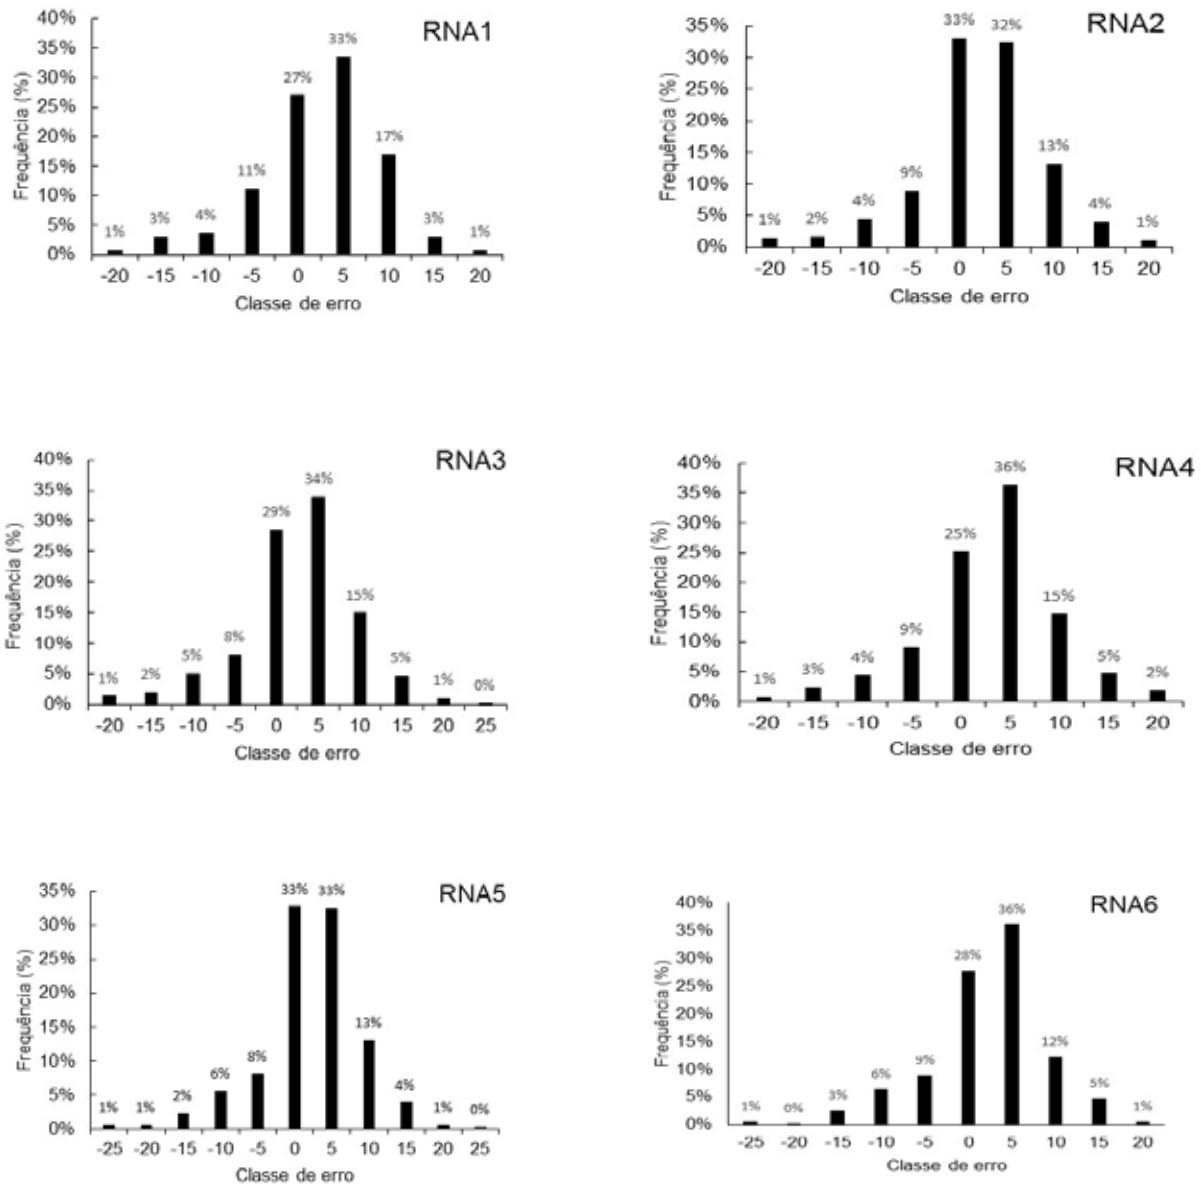 RNA1
Frequência (%)
40%
35%
30%
25%
20%
15%
10%
5%
0%
1% 3% 4% 11% 27% 33% 17% 3% 1%
-20 -15 -10 -5 0 5 10 15 20
Classe de erro
RNA2
Frequência (%)
35%
30%
25%
20%
15%
10%
5%
0%
1% 2% 4% 9% 33% 32% 13% 4% 1%
-20 -15 -10 -5 0 5 10 15 20
Classe de erro
RNA3
Frequência (%)
40%
35%
30%
25%
20%
15%
10%
5%
0%
1% 2% 5% 8% 29% 34% 15% 5% 1% 0%
-20 -15 -10 -5 0 5 10 15 20 25
Classe de erro
RNA4
Frequência (%)
40%
35%
30%
25%
20%
15%
10%
5%
0%
1% 3% 4% 9% 25% 36% 15% 5% 2%
-20 -15 -10 -5 0 5 10 15 20
Classe de erro
RNA5
Frequência (%)
35%
30%
25%
20%
15%
10%
5%
0%
1% 1% 2% 6% 8% 33% 33% 13% 4% 1% 0%
-25 -20 -15 -10 -5 0 5 10 15 20 25
Classe de erro
RNA6
Frequência (%)
40%
35%
30%
25%
20%
15%
10%
5%
0%
1% 0% 3% 6% 9% 28% 36% 12% 5% 1%
-25 -20 -15 -10 -5 0 5 10 15 20
Classe de erro